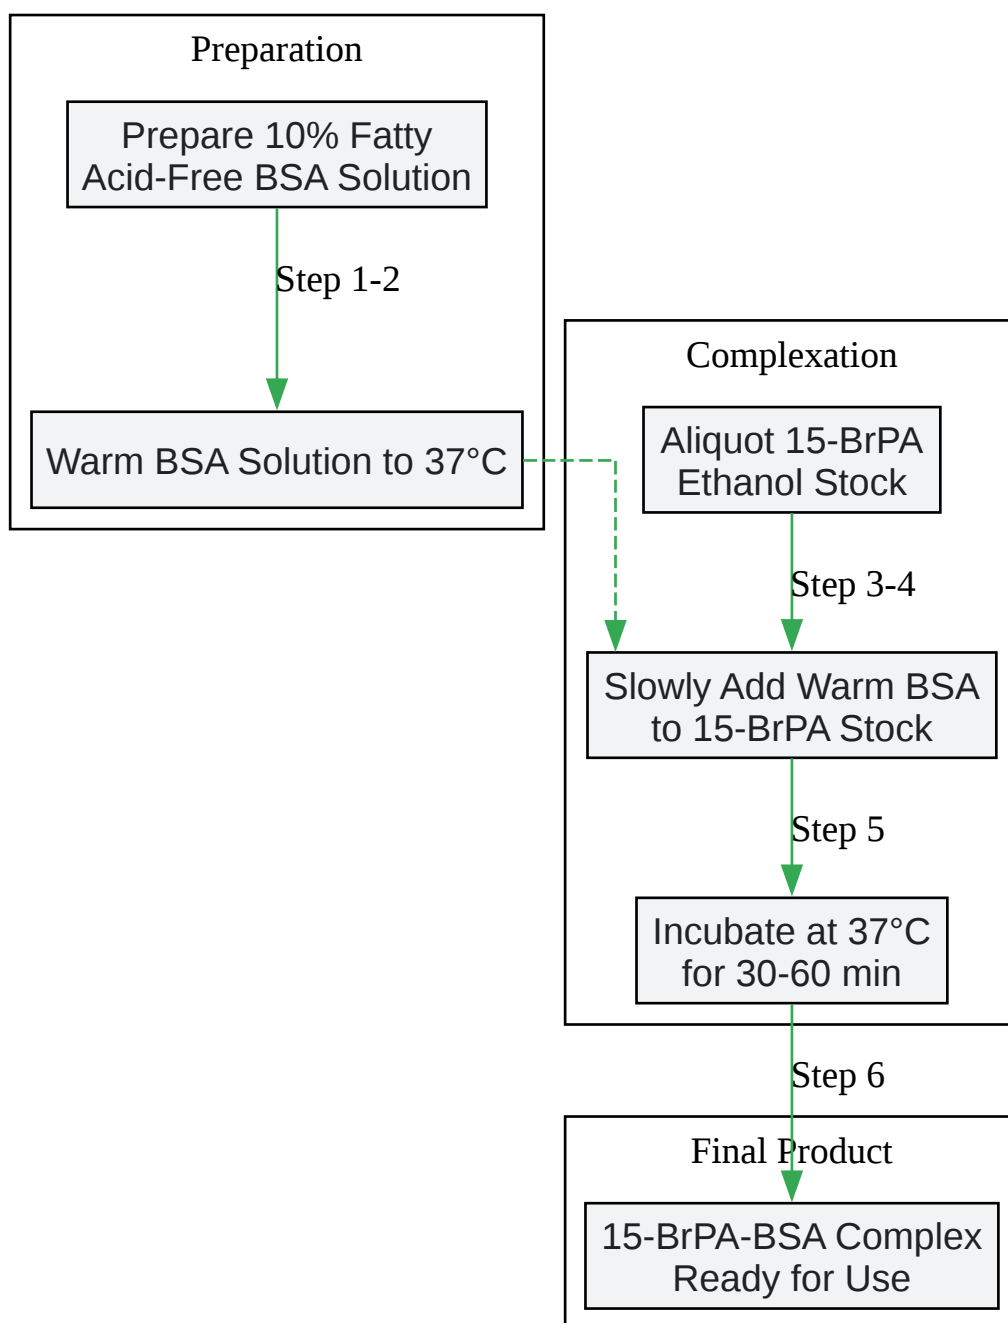 Preparation
Prepare 10% Fatty
Acid-Free BSA Solution
Step 1-2
Warm BSA Solution to 37°C
Complexation
Aliquot 15-BrPA
Ethanol Stock
Step 3-4
Slowly Add Warm BSA
to 15-BrPA Stock
Step 5
Incubate at 37°C
for 30-60 min
Step 6
Final Product
15-BrPA-BSA Complex
Ready for Use